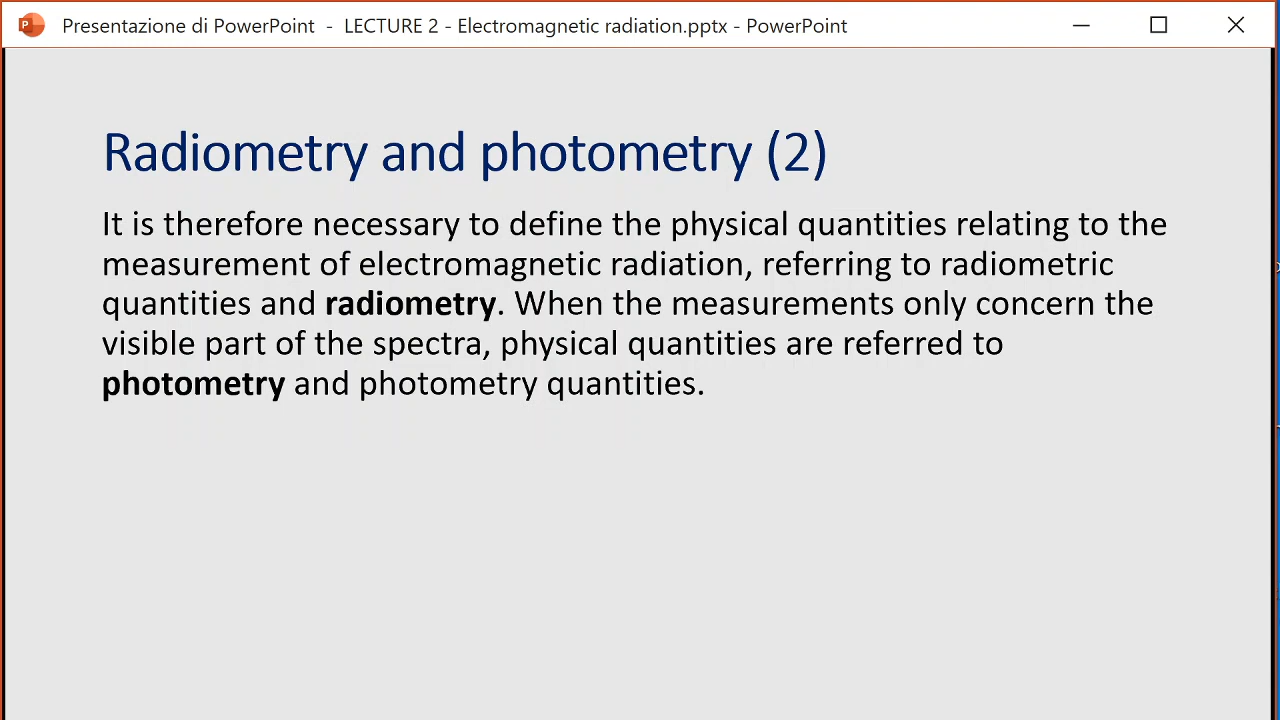 Presentazione di PowerPoint - LECTURE 2 - Electromagnetic radiation.pptx - PowerPoint
Radiometry and photometry (2)
It is therefore necessary to define the physical quantities relating to the
measurement of electromagnetic radiation, referring to radiometric
quantities and radiometry. When the measurements only concern the
visible part of the spectra, physical quantities are referred to
photometry and photometry quantities.